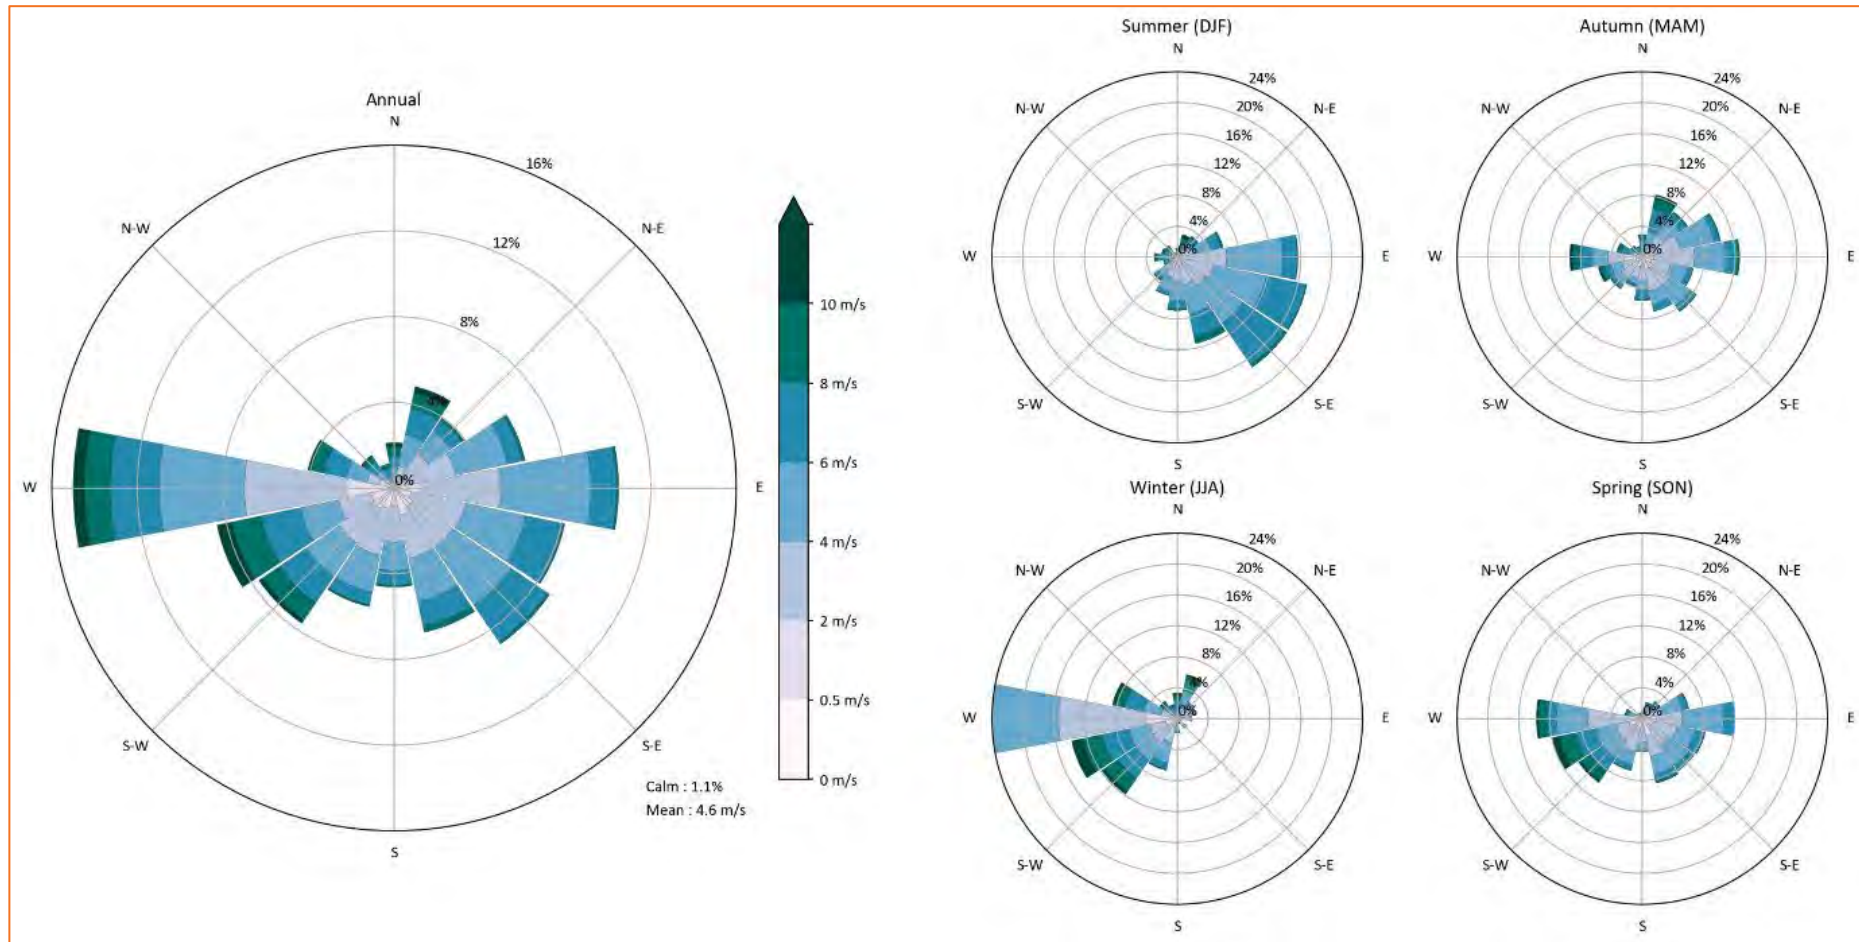 Annual
N
16%
12%
8%
4%
0%
N-W
N-E
W
E
S-W
S-E
S
10 m/s
8 m/s
6 m/s
4 m/s
2 m/s
0.5 m/s
0 m/s
Calm : 1.1%
Mean : 4.6 m/s
Summer (DJF)
N
24%
20%
16%
12%
8%
4%
0%
N-W
N-E
W
E
S-W
S-E
S
Autumn (MAM)
N
24%
20%
16%
12%
8%
4%
0%
N-W
N-E
W
E
S-W
S-E
S
Winter (JJA)
N
24%
20%
16%
12%
8%
4%
0%
N-W
N-E
W
E
S-W
S-E
S
Spring (SON)
N
24%
20%
16%
12%
8%
4%
0%
N-W
N-E
W
E
S-W
S-E
S